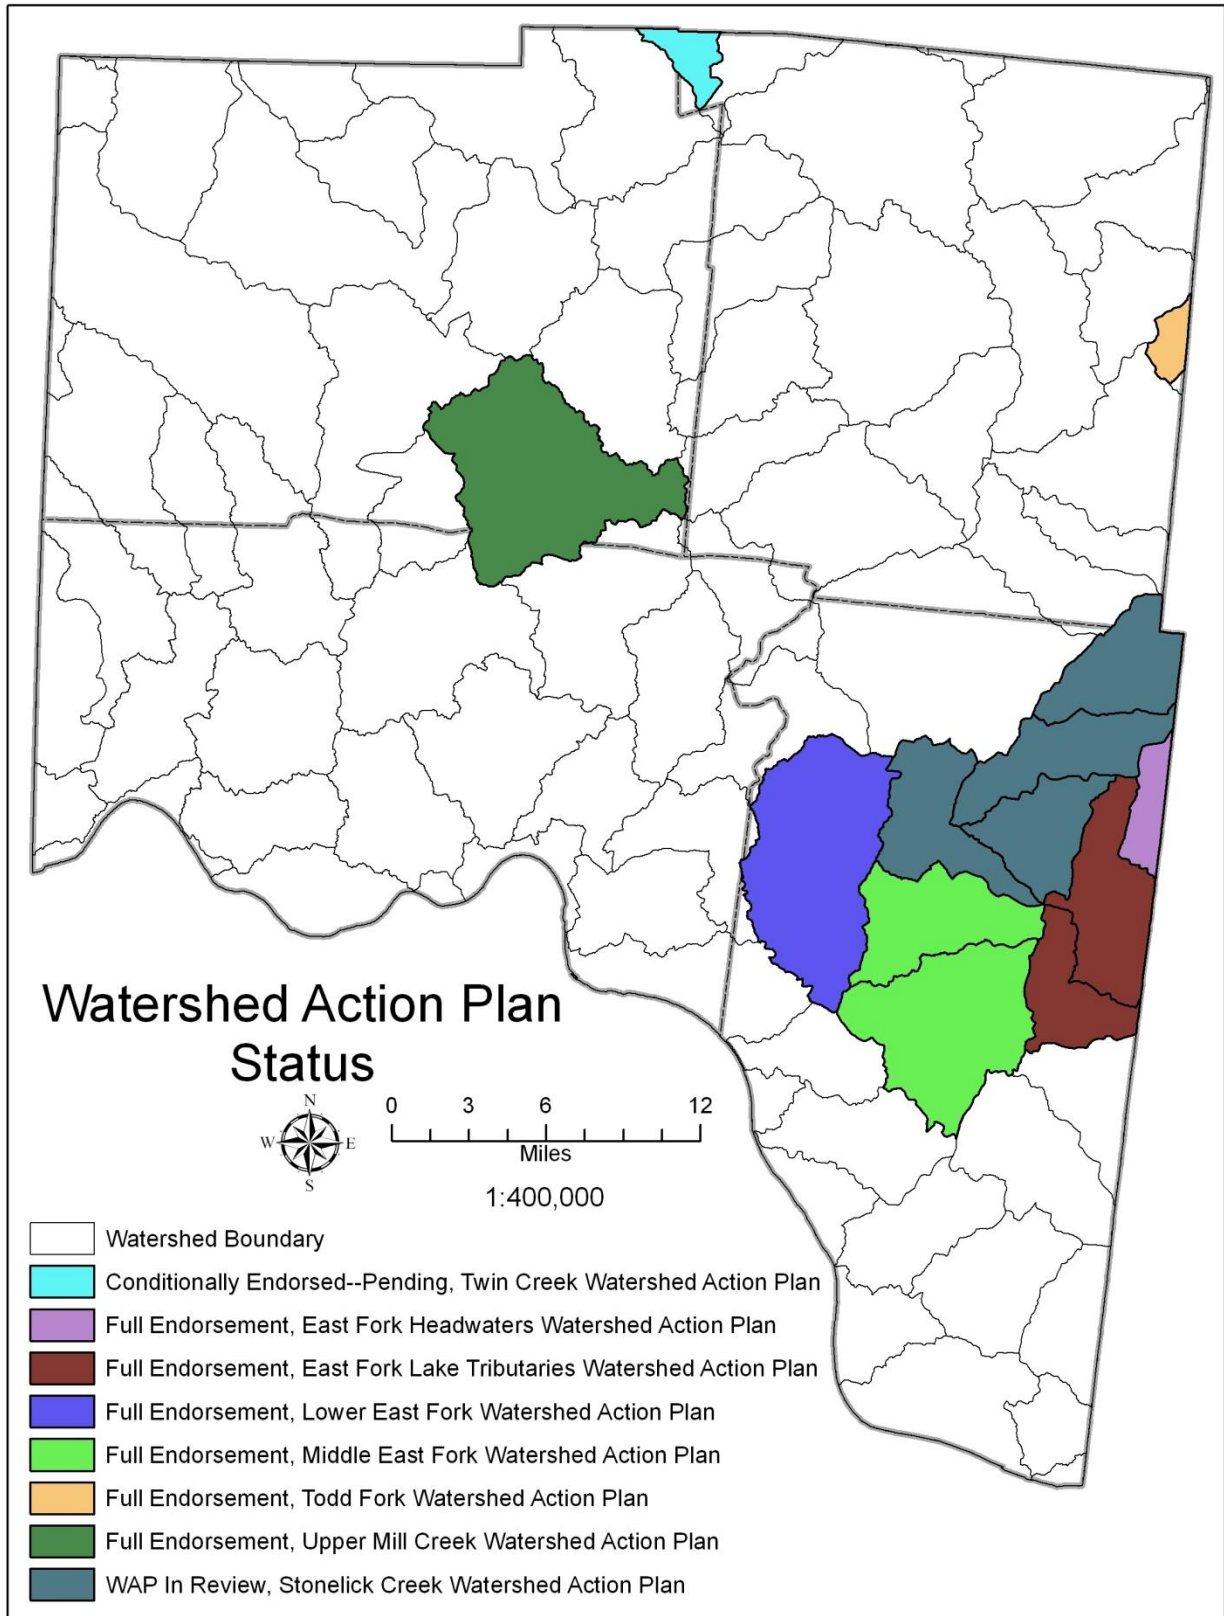 Watershed Action Plan
Status
N
W E
S
0 3 6 12
Miles
1:400,000
Watershed Boundary
Conditionally Endorsed--Pending, Twin Creek Watershed Action Plan
Full Endorsement, East Fork Headwaters Watershed Action Plan
Full Endorsement, East Fork Lake Tributaries Watershed Action Plan
Full Endorsement, Lower East Fork Watershed Action Plan
Full Endorsement, Middle East Fork Watershed Action Plan
Full Endorsement, Todd Fork Watershed Action Plan
Full Endorsement, Upper Mill Creek Watershed Action Plan
WAP In Review, Stonelick Creek Watershed Action Plan